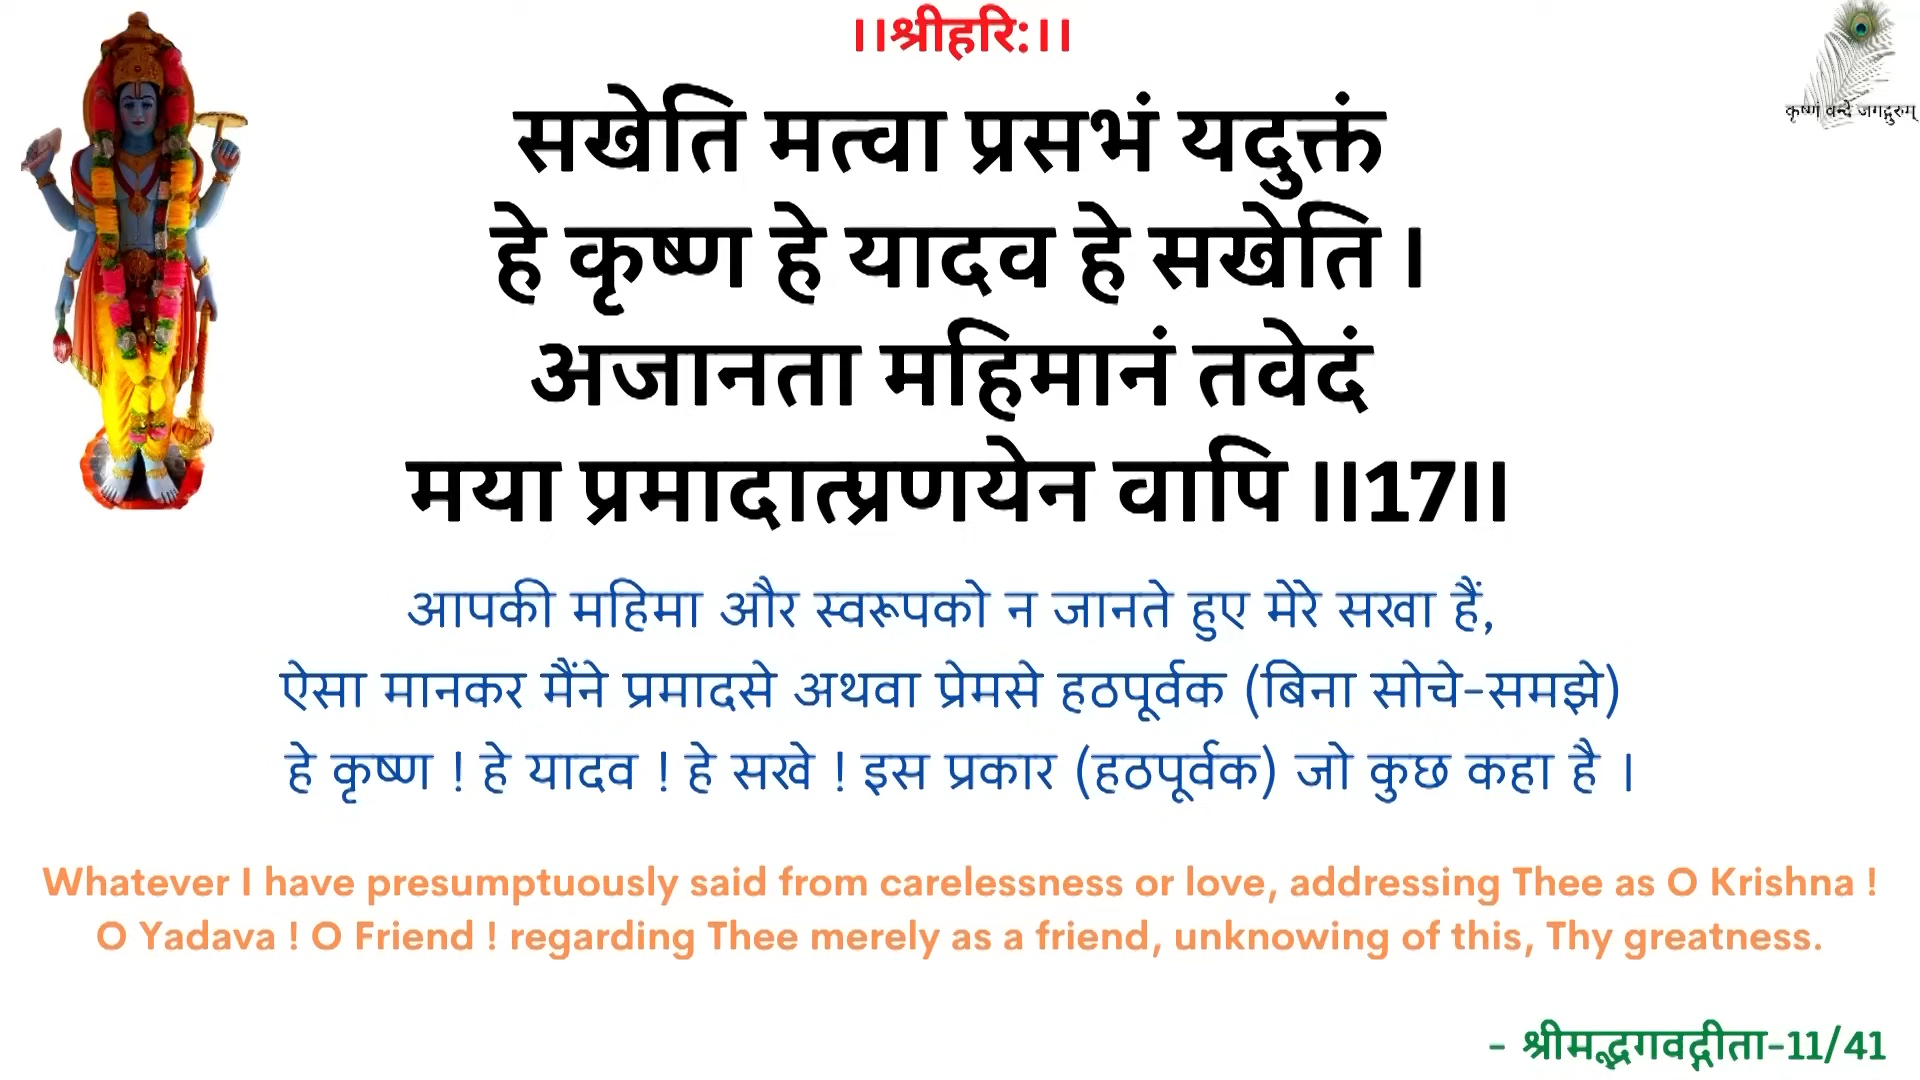 ।।श्रीहरि:।।
कृष्णं वन्दे जगद्गुरुम्
सखेति मत्वा प्रसभं यदुक्तं
हे कृष्ण हे यादव हे सखेति ।
अजानता महिमानं तवेदं
मया प्रमादात्प्रणयेन वापि ।।17।।
आपकी महिमा और स्वरूपको न जानते हुए मेरे सखा हैं,
ऐसा मानकर मैंने प्रमादसे अथवा प्रेमसे हठपूर्वक (बिना सोचे-समझे)
हे कृष्ण ! हे यादव ! हे सखे ! इस प्रकार (हठपूर्वक) जो कुछ कहा है ।
Whatever I have presumptuously said from carelessness or love, addressing Thee as O Krishna !
O Yadava ! O Friend ! regarding Thee merely as a friend, unknowing of this, Thy greatness.
- श्रीमद्भगवद्गीता-11/41